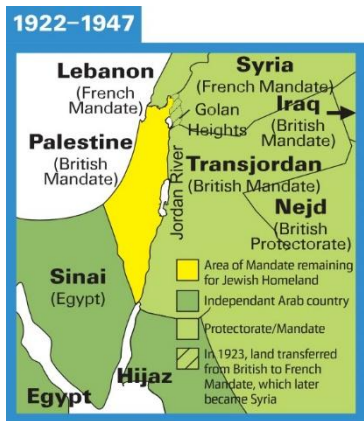 1922–1947
Lebanon
(French
Mandate)
Syria
(French Mandate)
Golan
Heights
Iraq
(British
Mandate)
Palestine
(British
Mandate)
Jordan River
Transjordan
(British Mandate)
Nejd
(British
Protectorate)
Sinai
(Egypt)
Area of Mandate remaining
for Jewish Homeland
Independant Arab country
Protectorate/Mandate
In 1923, land transferred
from British to French
Mandate, which later
became Syria
Hijaz
Egypt